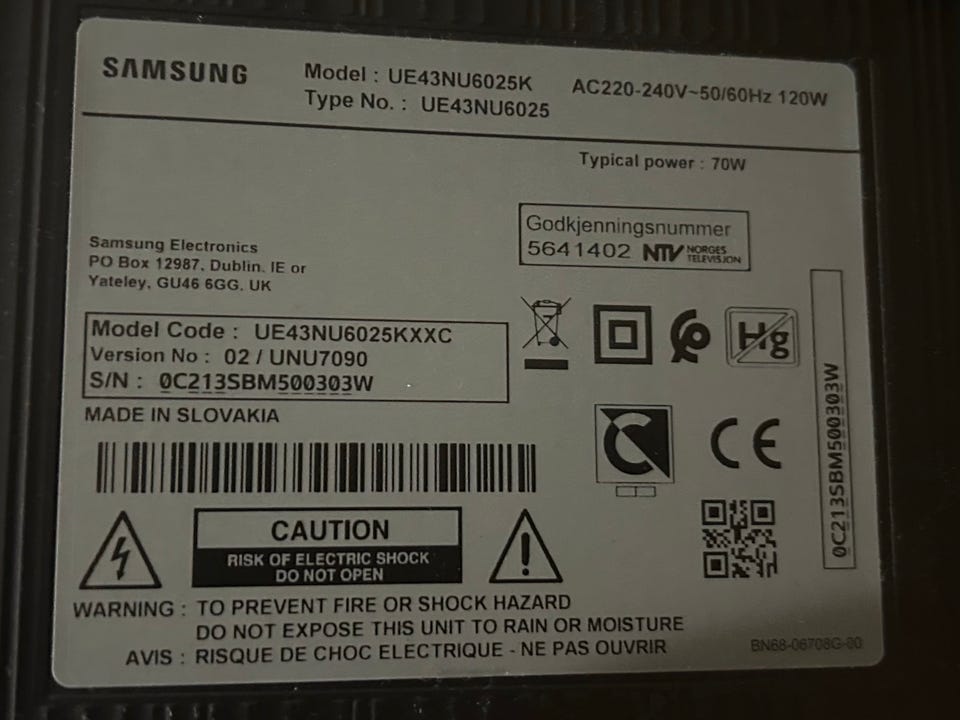 SAMSUNG
Model : UE43NU6025K
Type No. : UE43NU6025
AC220-240V~50/60Hz 120W
Typical power : 70W
Godkjenningsnummer
5641402 NTV NORGES TELEVISJON
Samsung Electronics
PO Box 12987, Dublin. IE or
Yateley, GU46 6GG. UK
Model Code : UE43NU6025KXXC
Version No : 02 / UNU7090
S/N : 0C213SBM500303W
MADE IN SLOVAKIA
Hg
CE
0C213SBM500303W
CAUTION
RISK OF ELECTRIC SHOCK
DO NOT OPEN
WARNING : TO PREVENT FIRE OR SHOCK HAZARD
DO NOT EXPOSE THIS UNIT TO RAIN OR MOISTURE
AVIS : RISQUE DE CHOC ELECTRIQUE - NE PAS OUVRIR
BN68-08708G-00